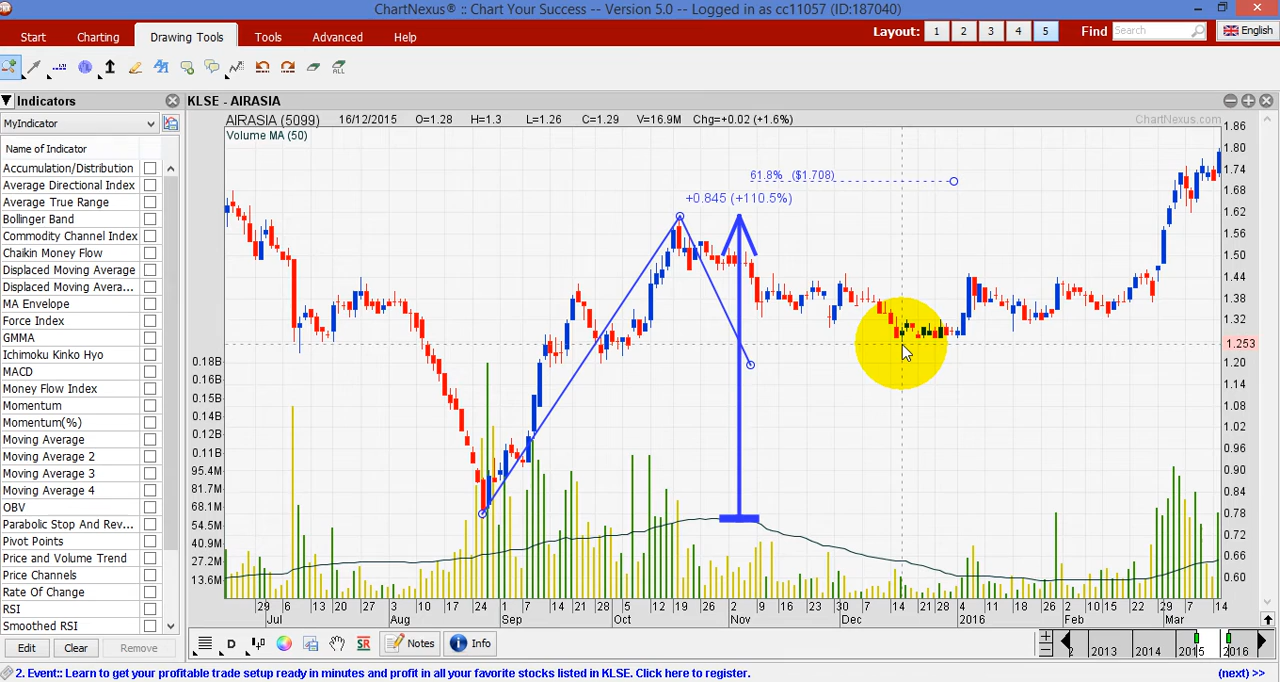 ChartNexus® :: Chart Your Success -- Version 5.0 -- Logged in as cc11057 (ID:187040)
Start Charting Drawing Tools Tools Advanced Help Layout: 1 2 3 4 5 Find Search English
ALL
Indicators
KLSE - AIRASIA
MyIndicator
AIRASIA (5099) 16/12/2015 O=1.28 H=1.3 L=1.26 C=1.29 V=16.9M Chg=+0.02 (+1.6%)
ChartNexus.com
Volume MA (50)
Name of Indicator
Accumulation/Distribution
Average Directional Index
Average True Range
Bollinger Band
Commodity Channel Index
Chaikin Money Flow
Displaced Moving Average
Displaced Moving Avera...
MA Envelope
Force Index
GMMA
Ichimoku Kinko Hyo
MACD
Money Flow Index
Momentum
Momentum(%)
Moving Average
Moving Average 2
Moving Average 3
Moving Average 4
OBV
Parabolic Stop And Rev...
Pivot Points
Price and Volume Trend
Price Channels
Rate Of Change
RSI
Smoothed RSI
Edit Clear Remove
61.8% ($1.708)
+0.845 (+110.5%)
0.18B
0.16B
0.15B
0.14B
0.12B
0.11B
95.4M
81.7M
68.1M
54.5M
40.9M
27.2M
13.6M
1.86
1.80
1.74
1.68
1.62
1.56
1.50
1.44
1.38
1.32
1.253
1.20
1.14
1.08
1.02
0.96
0.90
0.84
0.78
0.72
0.66
0.60
29 6 13 20 27 3 10 17 24 1 7 14 21 28 5 12 19 26 2 9 16 23 30 7 14 21 28 4 11 18 26 2 10 15 22 29 7 14
Jul Aug Sep Oct Nov Dec 2016 Feb Mar
D SR Notes Info
2 2013 2014 2015 2016
2. Event:: Learn to get your profitable trade setup ready in minutes and profit in all your favorite stocks listed in KLSE. Click here to register. (next) >>